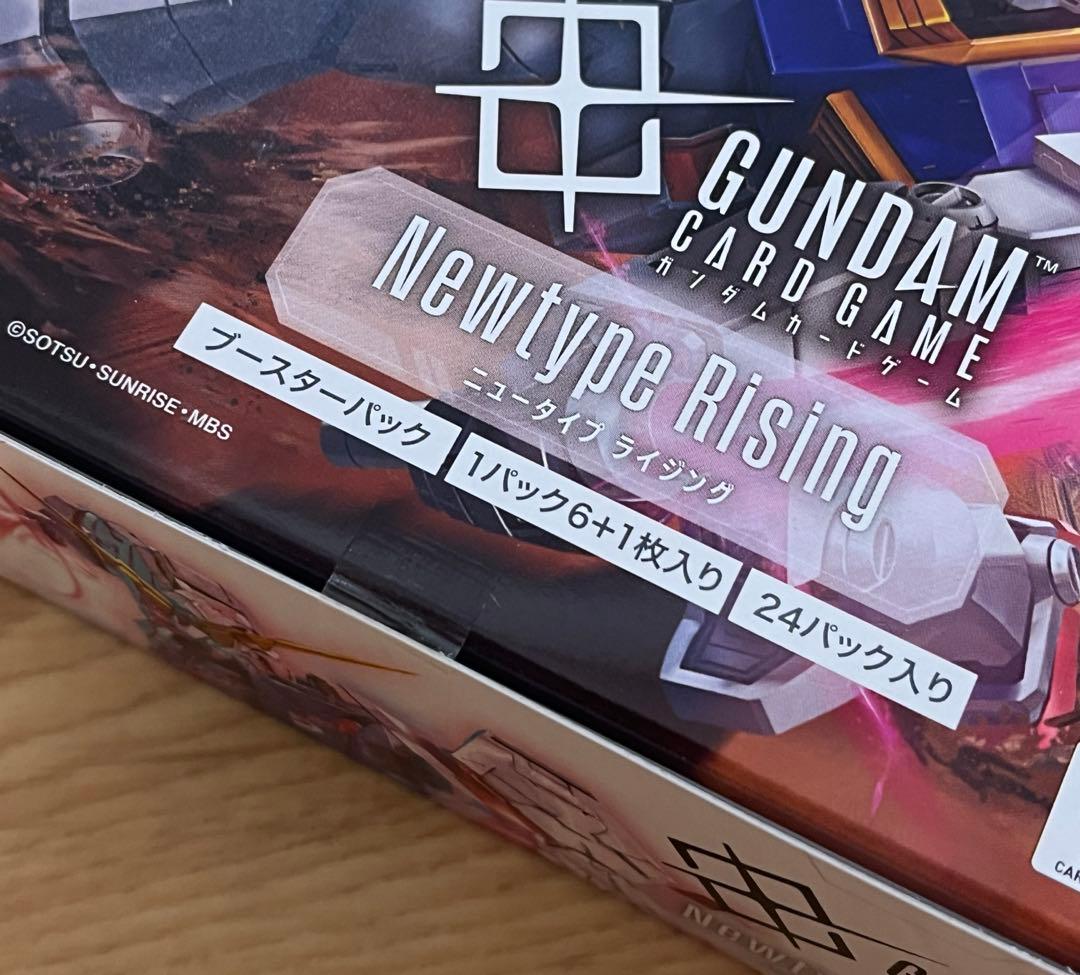 GUNDAM™
CARD GAME
ガンダムカードゲーム
Newtype Rising
ニュータイプ ライジング
ブースターパック
1パック6+1枚入り
24パック入り
©SOTSU・SUNRISE・MBS